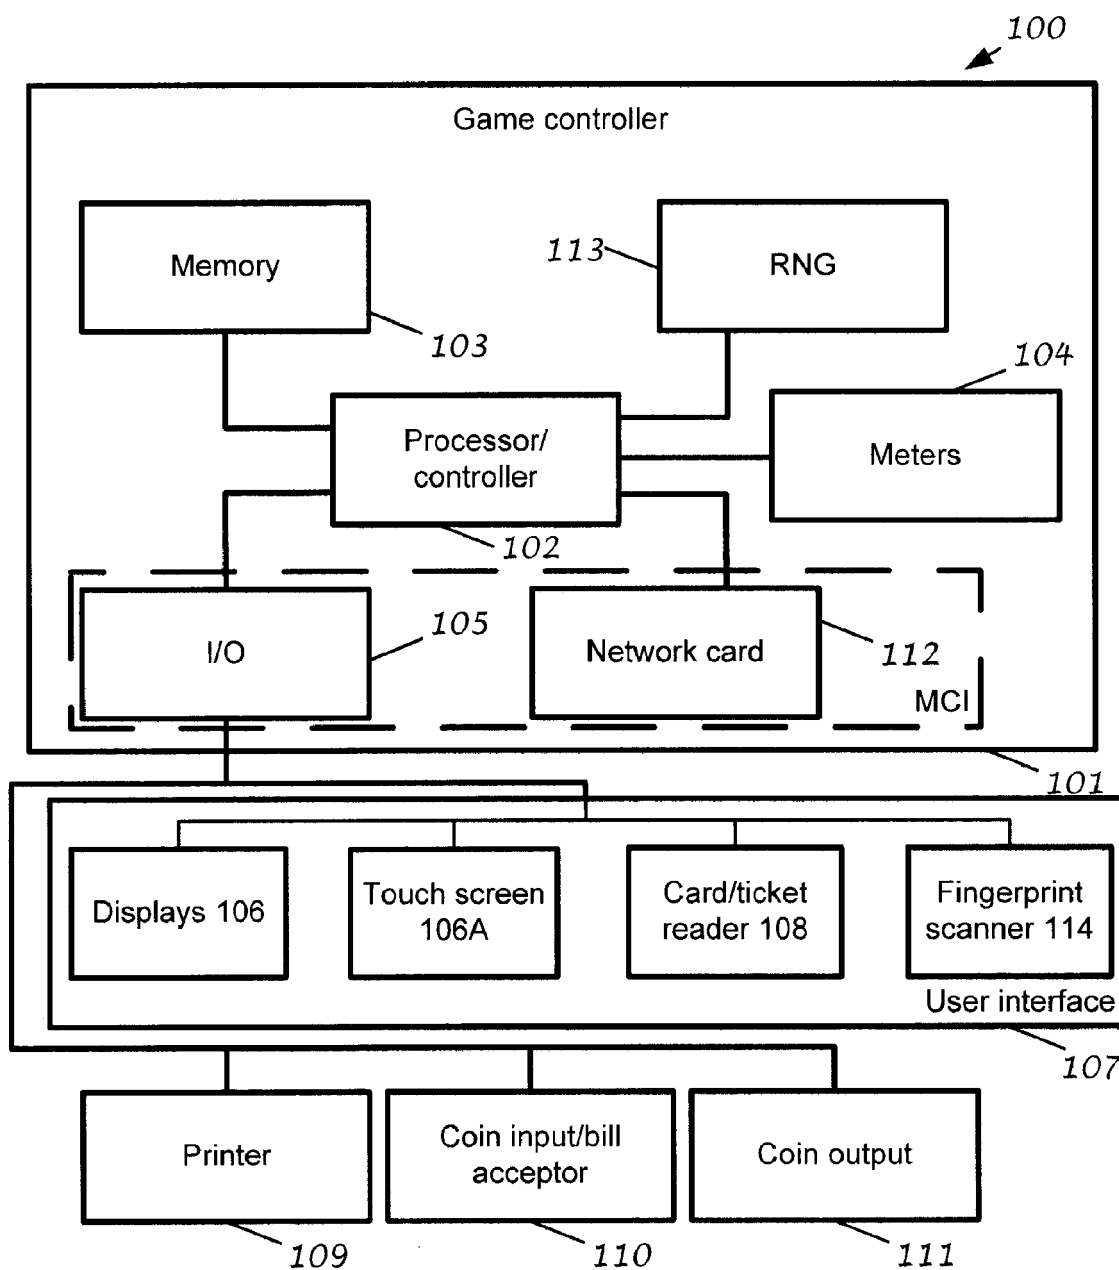 100
Game controller
Memory
103
113
RNG
104
Processor/
controller
102
Meters
I/O
105
Network card
112
MCI
101
Displays 106
Touch screen
106A
Card/ticket
reader 108
Fingerprint
scanner 114
User interface
107
Printer
109
Coin input/bill
acceptor
110
Coin output
111